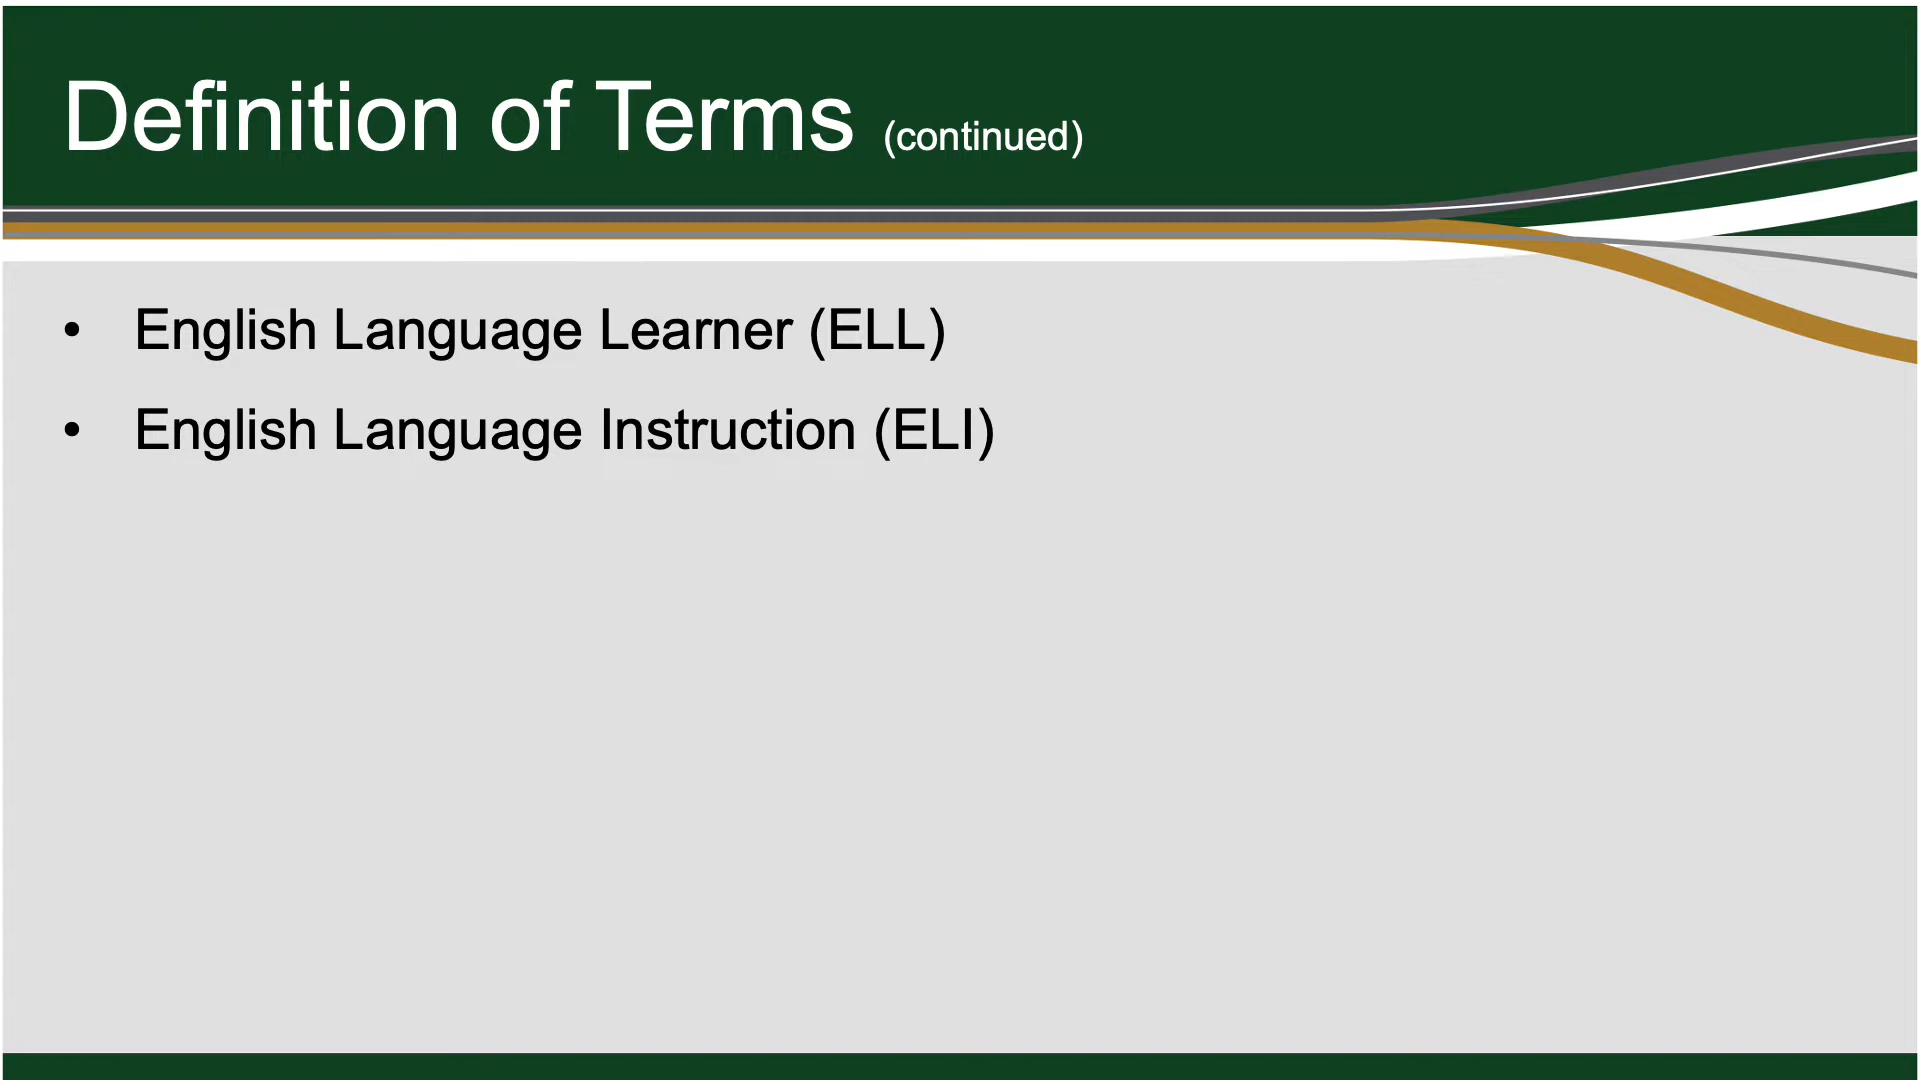 Definition of Terms (continued)
• English Language Learner (ELL)
• English Language Instruction (ELI)